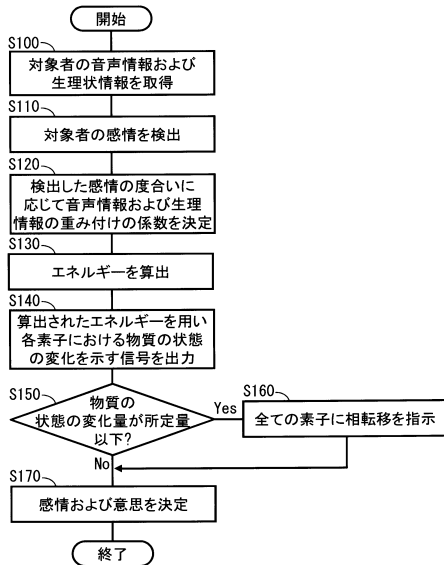 開始
S100
対象者の音声情報および
生理状情報を取得
S110
対象者の感情を検出
S120
検出した感情の度合いに
応じて音声情報および生理
情報の重み付けの係数を決定
S130
エネルギーを算出
S140
算出されたエネルギーを用い
各素子における物質の状態
の変化を示す信号を出力
S150
物質の
状態の変化量が所定量
以下?
Yes
S160
全ての素子に相転移を指示
No
S170
感情および意思を決定
終了